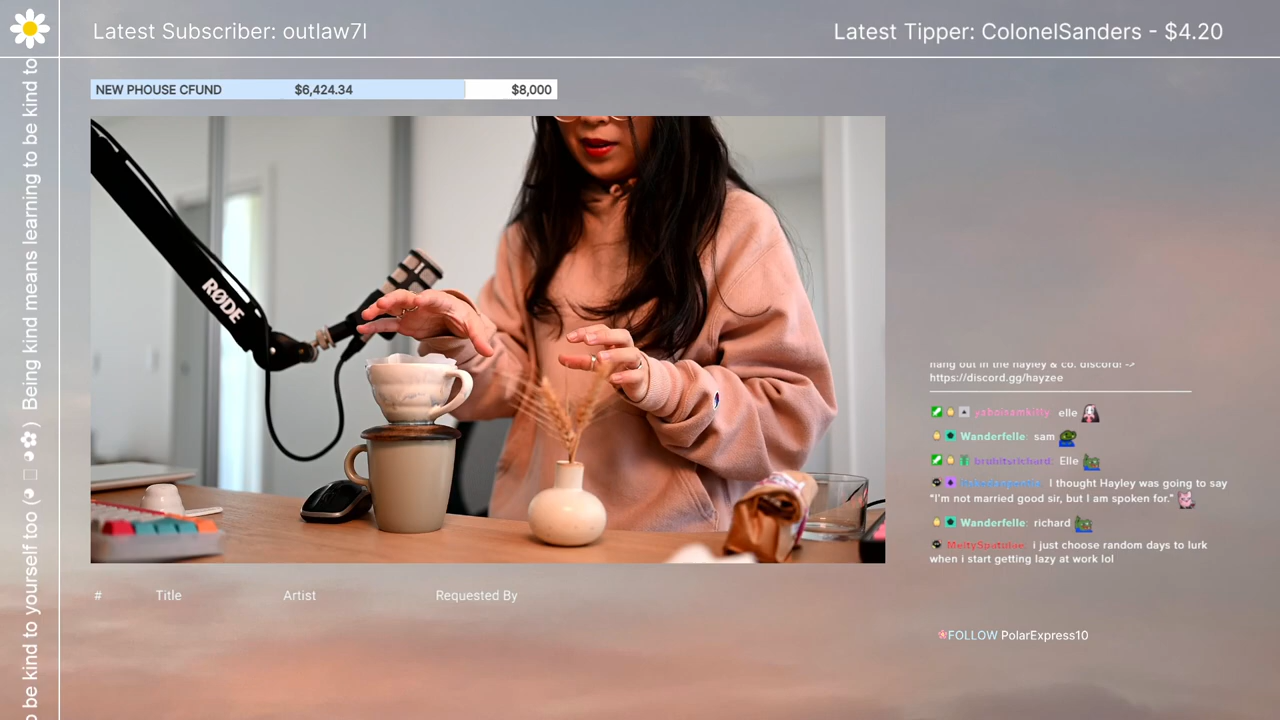 Latest Subscriber: outlaw7l
Latest Tipper: ColonelSanders - $4.20
NEW PHOUSE CFUND $6,424.34 $8,000
o be kind to yourself too ( ) Being kind means learning to be kind to
RØDE
hang out in the hayley & co. discord! ->
https://discord.gg/hayzee
elle
Wanderfelle: sam
Elle
I thought Hayley was going to say
"I'm not married good sir, but I am spoken for."
Wanderfelle: richard
i just choose random days to lurk
when i start getting lazy at work lol
# Title Artist Requested By
FOLLOW PolarExpress10